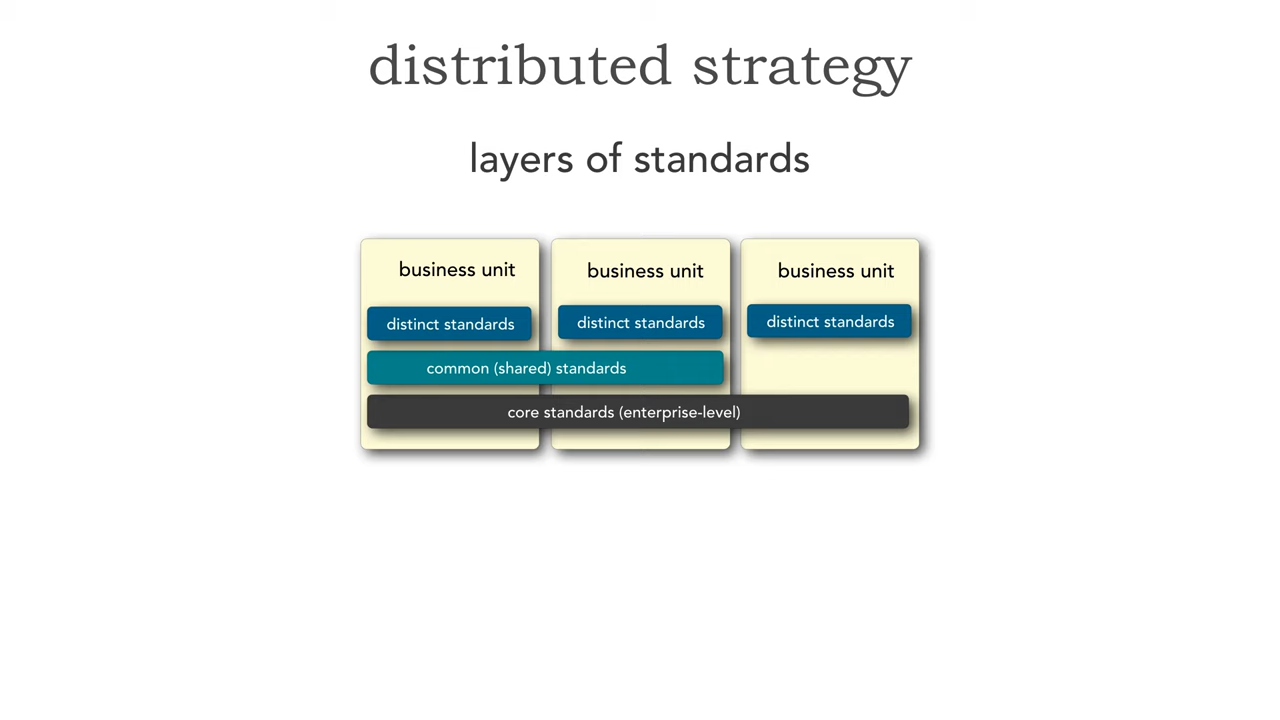 distributed strategy
layers of standards
business unit
business unit
business unit
distinct standards
distinct standards
distinct standards
common (shared) standards
core standards (enterprise-level)